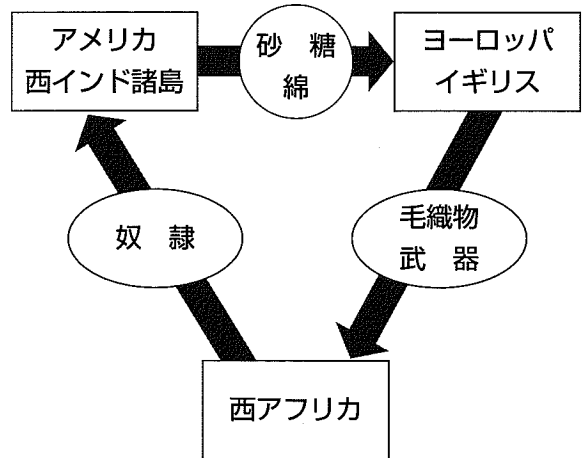 アメリカ
西インド諸島
砂 糖
綿
ヨーロッパ
イギリス
奴 隷
毛織物
武 器
西アフリカ